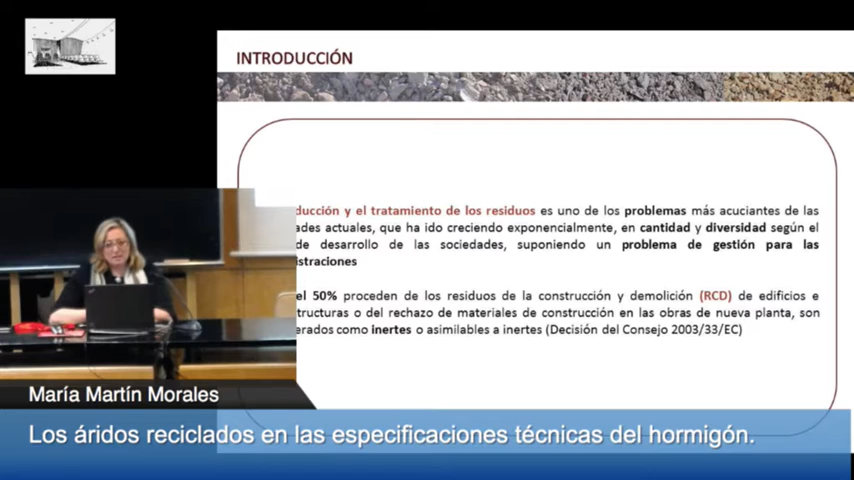 INTRODUCCIÓN
ducción y el tratamiento de los residuos es uno de los problemas más acuciantes de las
ades actuales, que ha ido creciendo exponencialmente, en cantidad y diversidad según el
de desarrollo de las sociedades, suponiendo un problema de gestión para las
istraciones
el 50% proceden de los residuos de la construcción y demolición (RCD) de edificios e
structuras o del rechazo de materiales de construcción en las obras de nueva planta, son
erados como inertes o asimilables a inertes (Decisión del Consejo 2003/33/EC)
María Martín Morales
Los áridos reciclados en las especificaciones técnicas del hormigón.